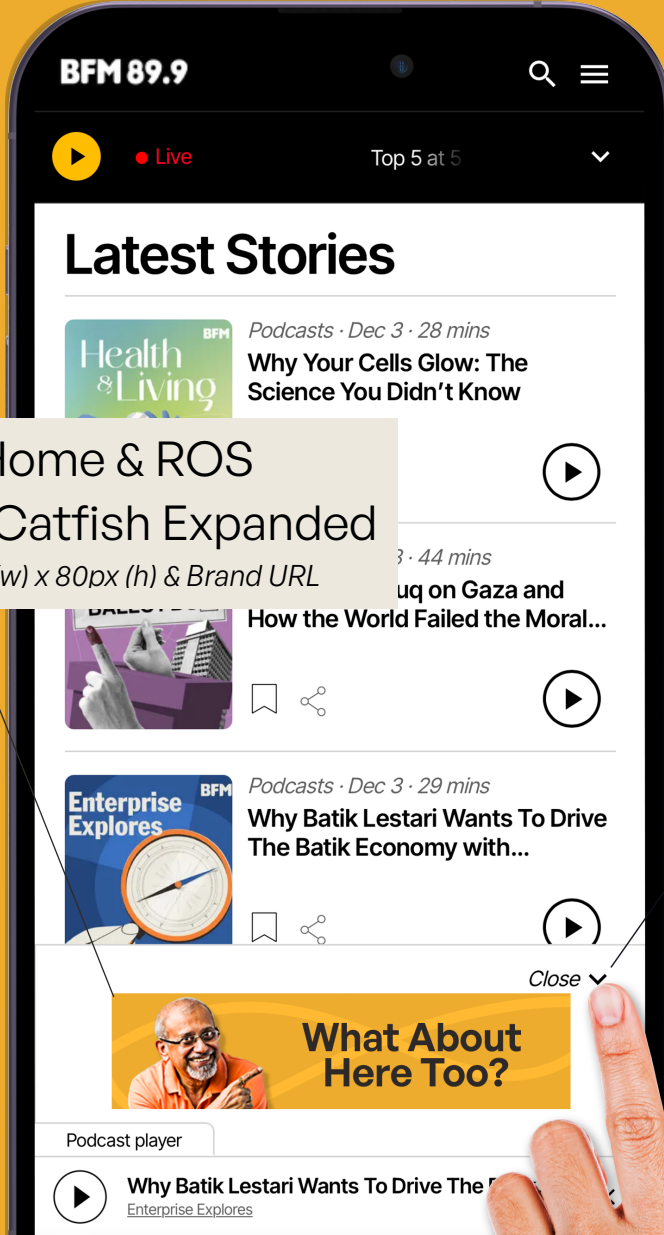 BFM 89.9
Live
Top 5 at 5
Latest Stories
BFM
Health
& Living
Podcasts · Dec 3 · 28 mins
Why Your Cells Glow: The
Science You Didn't Know
Home & ROS
Catfish Expanded
(w) x 80px (h) & Brand URL
· 44 mins
on Gaza and
How the World Failed the Moral...
BFM
Enterprise
Explores
Podcasts · Dec 3 · 29 mins
Why Batik Lestari Wants To Drive
The Batik Economy with...
Close
What About
Here Too?
Podcast player
Why Batik Lestari Wants To Drive The
Enterprise Explores